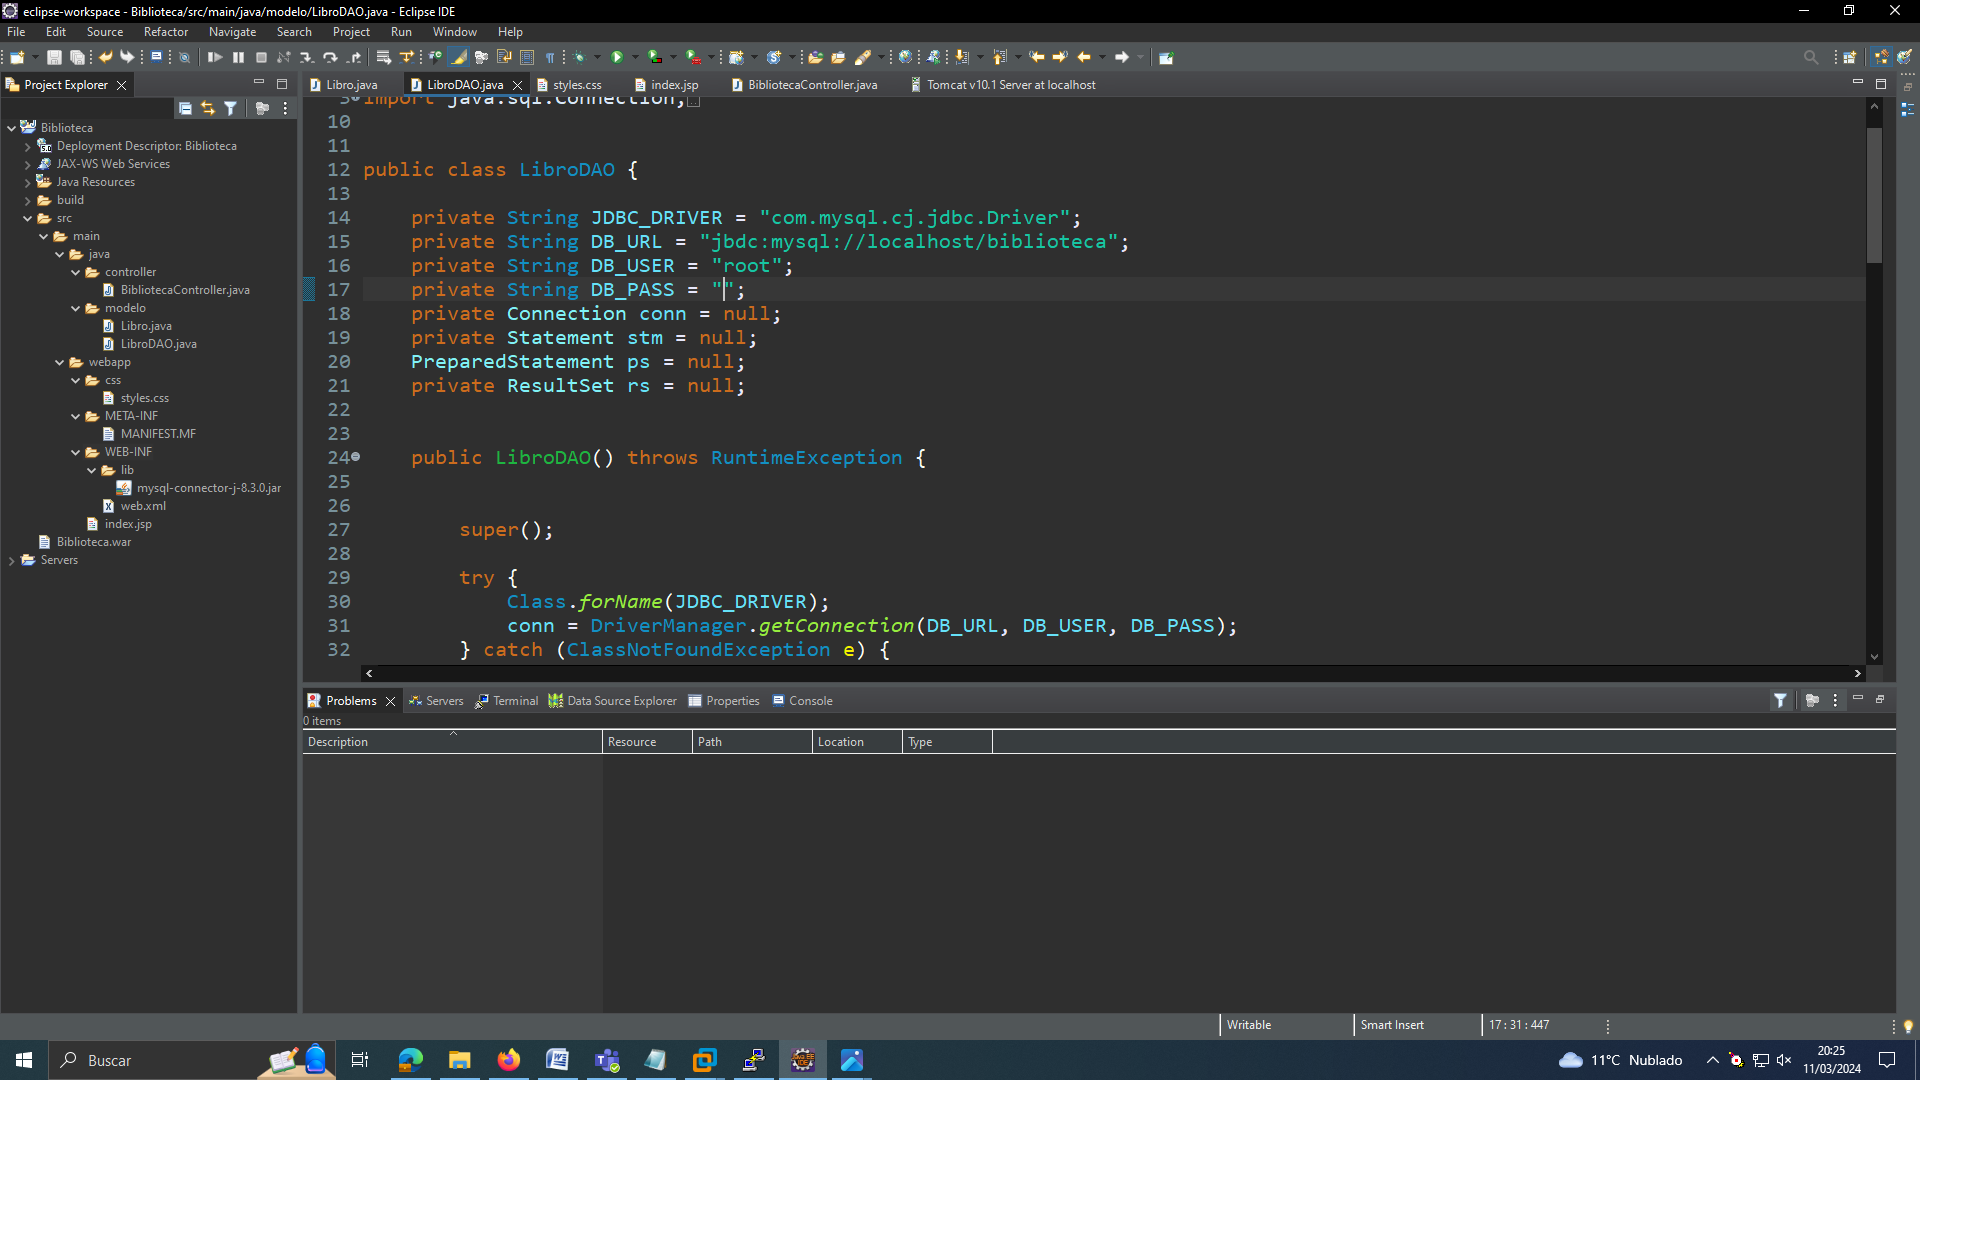 eclipse-workspace - Biblioteca/src/main/java/modelo/LibroDAO.java - Eclipse IDE
File Edit Source Refactor Navigate Search Project Run Window Help
Project Explorer
Biblioteca
5.0 Deployment Descriptor: Biblioteca
JAX-WS Web Services
Java Resources
build
src
main
java
controller
BibliotecaController.java
modelo
Libro.java
LibroDAO.java
webapp
css
styles.css
META-INF
MANIFEST.MF
WEB-INF
lib
mysql-connector-j-8.3.0.jar
web.xml
index.jsp
Biblioteca.war
Servers
Libro.java LibroDAO.java styles.css index.jsp BibliotecaController.java Tomcat v10.1 Server at localhost
3 import java.sql.Connection;
10
11
12 public class LibroDAO {
13
14 private String JDBC_DRIVER = "com.mysql.cj.jdbc.Driver";
15 private String DB_URL = "jbdc:mysql://localhost/biblioteca";
16 private String DB_USER = "root";
17 private String DB_PASS = "";
18 private Connection conn = null;
19 private Statement stm = null;
20 PreparedStatement ps = null;
21 private ResultSet rs = null;
22
23
24 public LibroDAO() throws RuntimeException {
25
26
27 super();
28
29 try {
30 Class.forName(JDBC_DRIVER);
31 conn = DriverManager.getConnection(DB_URL, DB_USER, DB_PASS);
32 } catch (ClassNotFoundException e) {
Problems Servers Terminal Data Source Explorer Properties Console
0 items
Description Resource Path Location Type
Writable Smart Insert 17 : 31 : 447
Buscar
11°C Nublado
20:25
11/03/2024